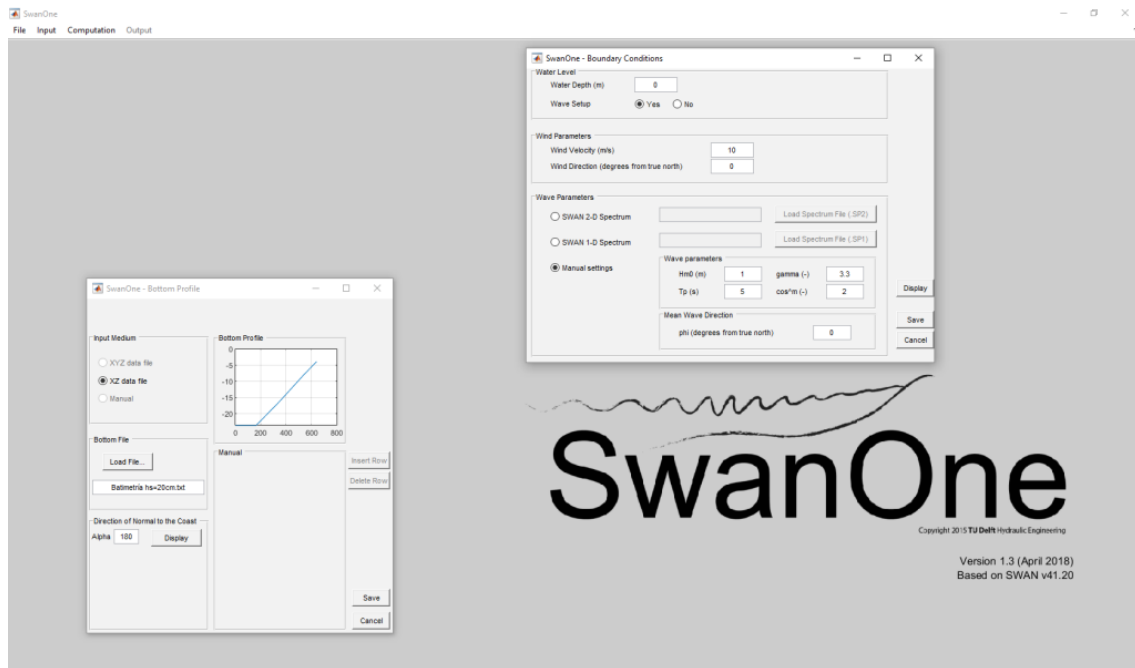 SwanOne
File Input Computation Output
SwanOne - Boundary Conditions
Water Level
Water Depth (m) 0
Wave Setup Yes No
Wind Parameters
Wind Velocity (m/s) 10
Wind Direction (degrees from true north) 0
Wave Parameters
SWAN 2-D Spectrum Load Spectrum File (.SP2)
SWAN 1-D Spectrum Load Spectrum File (.SP1)
Manual settings
Wave parameters
Hm0 (m) 1 gamma (-) 3.3
Tp (s) 5 cos^m (-) 2
Mean Wave Direction
phi (degrees from true north) 0
Display
Save
Cancel
SwanOne - Bottom Profile
Input Medium
XYZ data file
XZ data file
Manual
Bottom Profile
0
-5
-10
-15
-20
0 200 400 600 800
Bottom File
Load File...
Batimetría hs=20cm.txt
Direction of Normal to the Coast
Alpha 180 Display
Manual
Insert Row
Delete Row
Save
Cancel
SwanOne
Copyright 2015 TU Delft Hydraulic Engineering
Version 1.3 (April 2018)
Based on SWAN v41.20